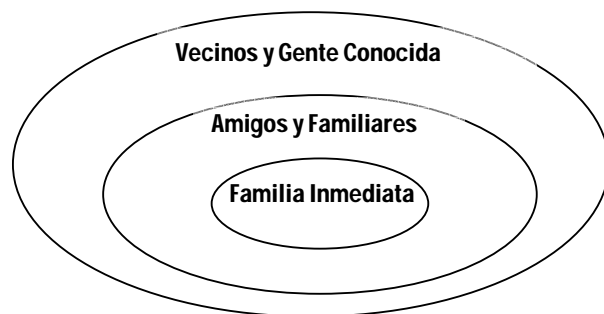 Vecinos y Gente Conocida
Amigos y Familiares
Familia Inmediata